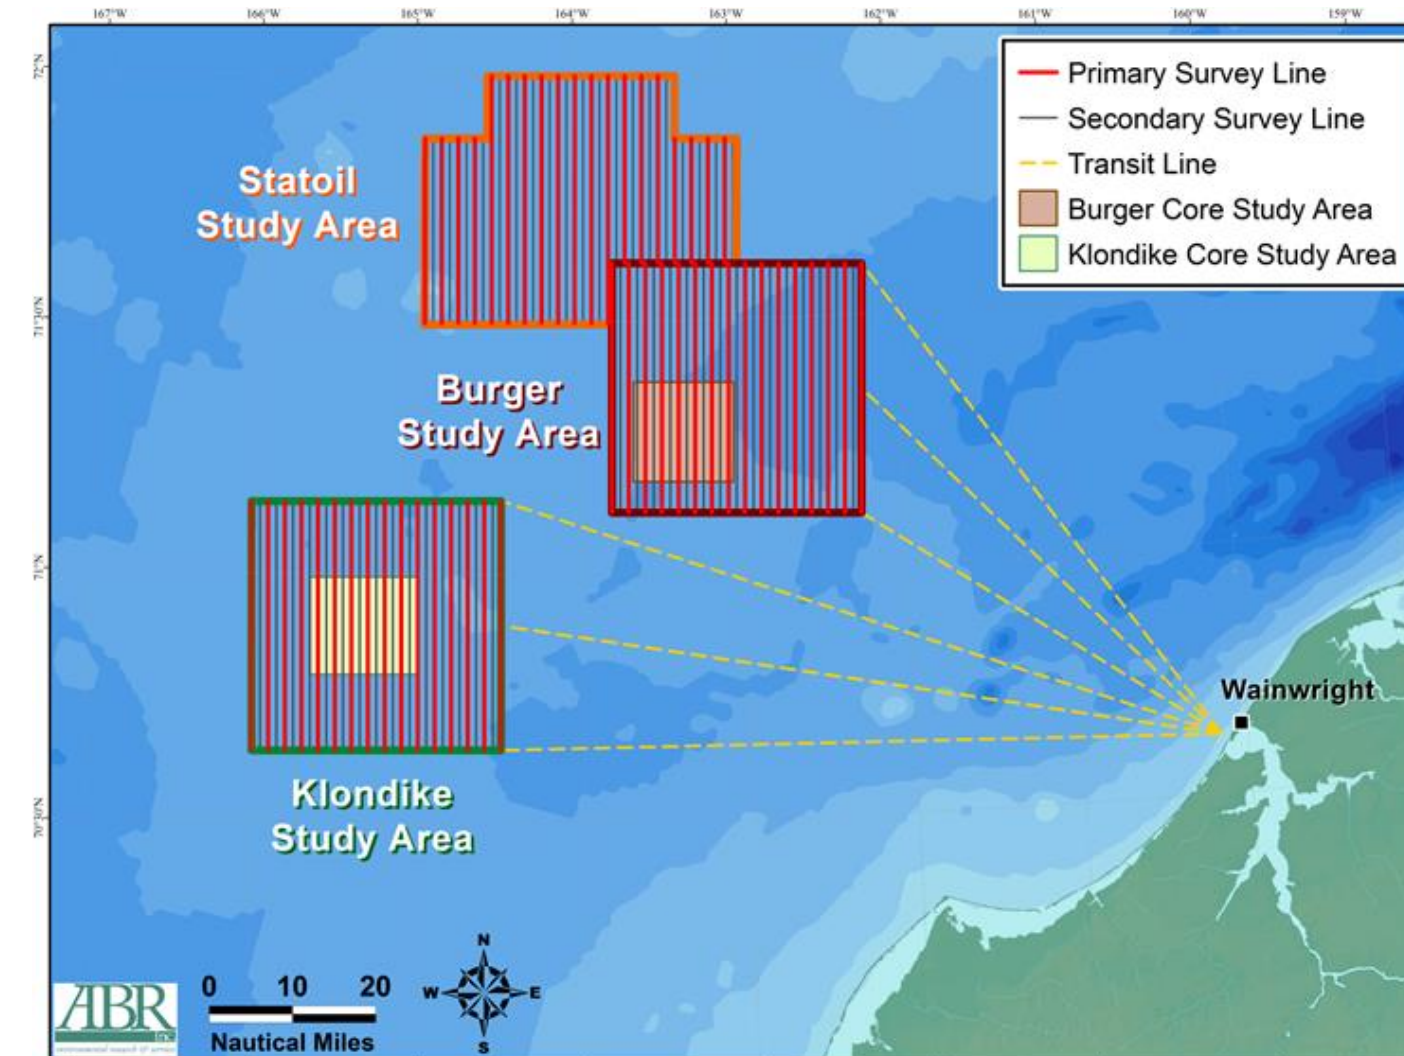 167°W 166°W 165°W 164°W 163°W 162°W 161°W 160°W 159°W
72°N
71°30'N
71°N
70°30'N
Primary Survey Line
Secondary Survey Line
Transit Line
Burger Core Study Area
Klondike Core Study Area
Statoil
Study Area
Burger
Study Area
Wainwright
Klondike
Study Area
N
W E
S
0 10 20
Nautical Miles
ABR